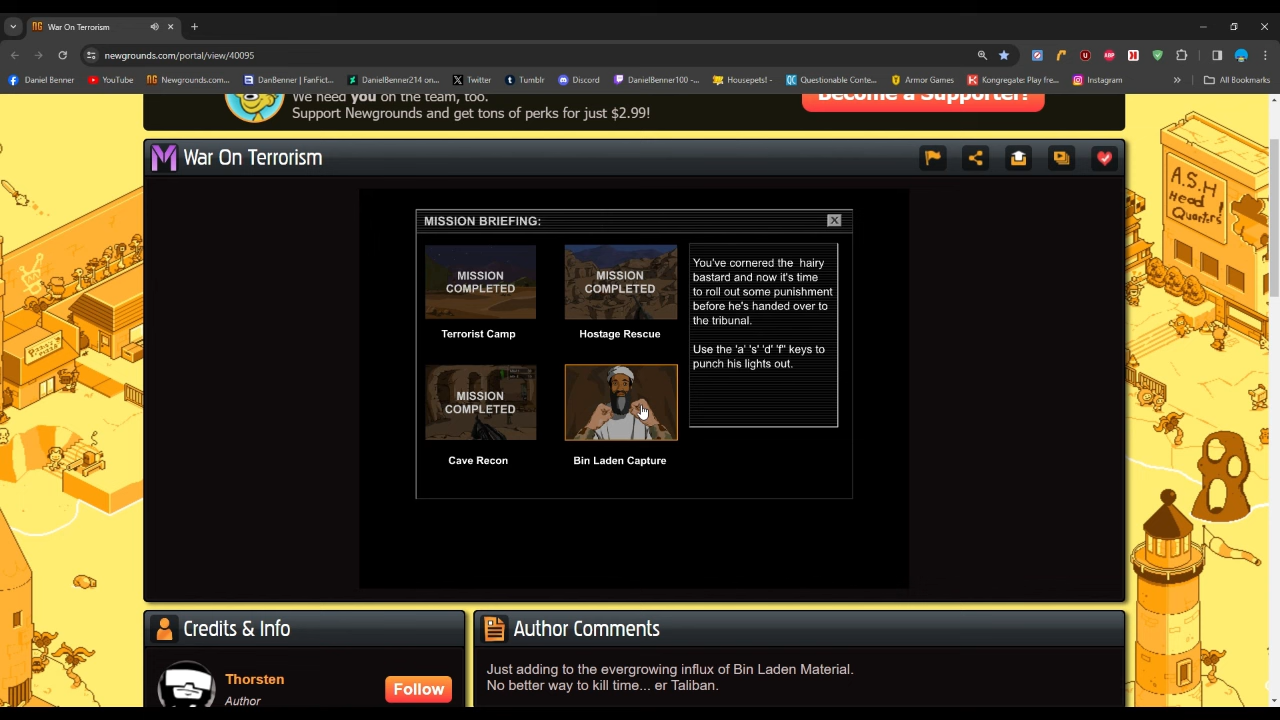 War On Terrorism
newgrounds.com/portal/view/40095
Daniel Benner
YouTube
Newgrounds.com...
DanBenner | FanFict...
DanielBenner214 on...
Twitter
Tumblr
Discord
DanielBenner100 -...
Housepets! -
Questionable Conte...
Armor Games
Kongregate: Play fre...
Instagram
»
All Bookmarks
We need you on the team, too.
Support Newgrounds and get tons of perks for just $2.99!
Become a Supporter!
M
War On Terrorism
A.S.H
Head
Quarters
!
MISSION BRIEFING:
X
MISSION
COMPLETED
Terrorist Camp
MISSION
COMPLETED
Hostage Rescue
You've cornered the hairy
bastard and now it's time
to roll out some punishment
before he's handed over to
the tribunal.
Use the 'a' 's' 'd' 'f' keys to
punch his lights out.
MISSION
COMPLETED
Cave Recon
Bin Laden Capture
Credits & Info
Thorsten
Author
Follow
Author Comments
Just adding to the evergrowing influx of Bin Laden Material.
No better way to kill time... er Taliban.